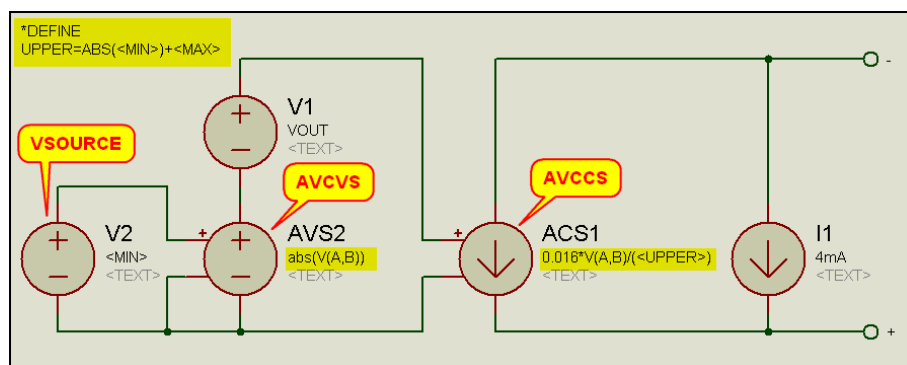 *DEFINE
UPPER=ABS(<MIN>)+<MAX>
-
V1
VOUT
<TEXT>
VSOURCE
AVCVS
AVCCS
V2
<MIN>
<TEXT>
+
AVS2
abs(V(A,B))
<TEXT>
+
ACS1
0.016*V(A,B)/(<UPPER>)
<TEXT>
I1
4mA
<TEXT>
+